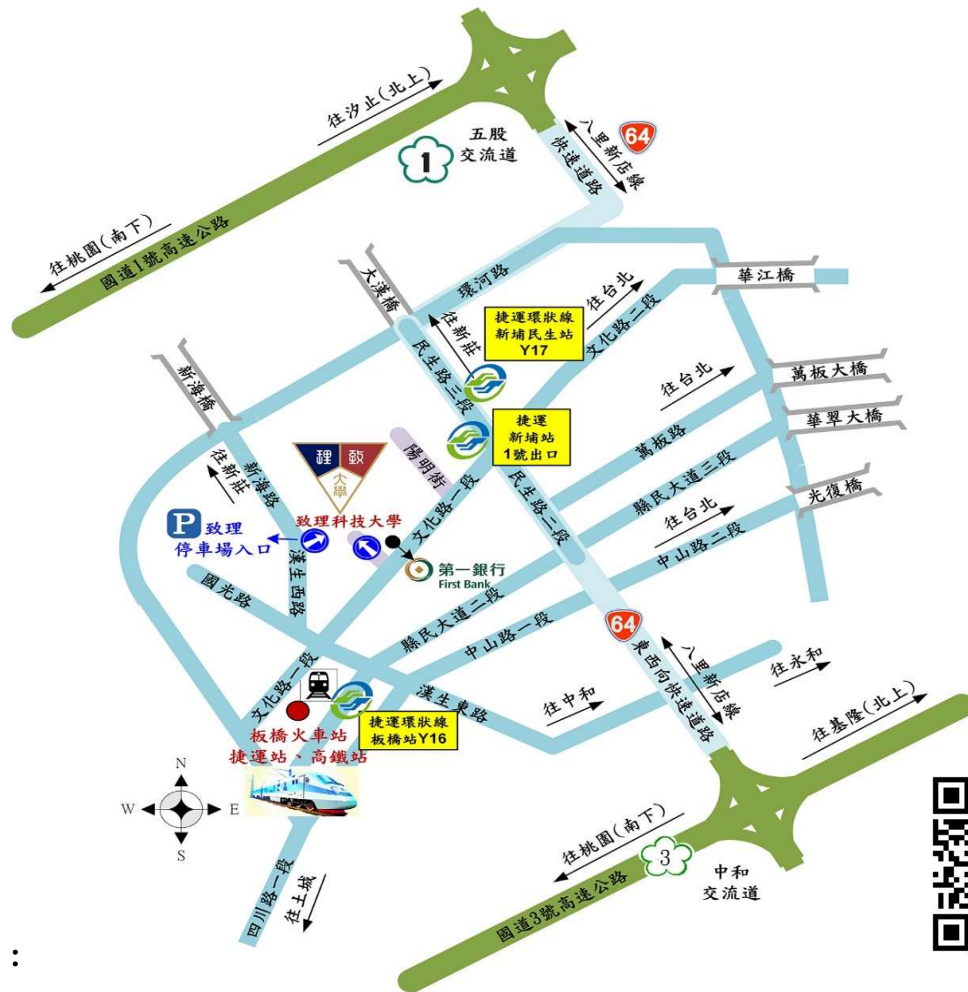 往汐止(北上)
64
八里新店線
快速道路
1
五股
交流道
往桃園(南下)
國道1號高速公路
大漢橋
環河路
華江橋
往新莊
捷運環狀線
新埔民生站
Y17
往台北
文化路二段
新海橋
民生路三段
往台北
萬板大橋
捷運
新埔站
1號出口
華翠大橋
萬板路
往新莊
新海路
理
致
大學
陽明街
文化路一段
民生路二段
縣民大道三段
光復橋
往台北
中山路二段
P
致理
停車場入口
致理科技大學
漢生西路
第一銀行
First Bank
國光路
縣民大道二段
中山路一段
64
八里新店線
東西向快速道路
文化路一段
漢生東路
往中和
往永和
板橋火車站
捷運站、高鐵站
捷運環狀線
板橋站Y16
往基隆(北上)
N
W
E
S
往桃園(南下)
3
中和
交流道
國道3號高速公路
四川路一段
往土城
: